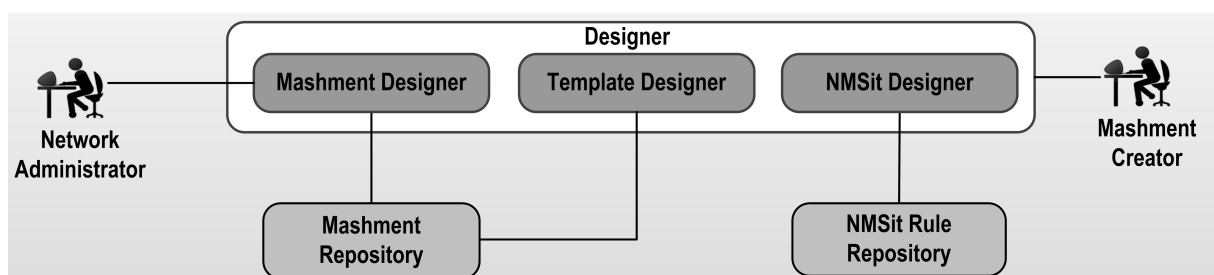 Designer
Mashment Designer
Template Designer
NMSit Designer
Network
Administrator
Mashment
Creator
Mashment
Repository
NMSit Rule
Repository